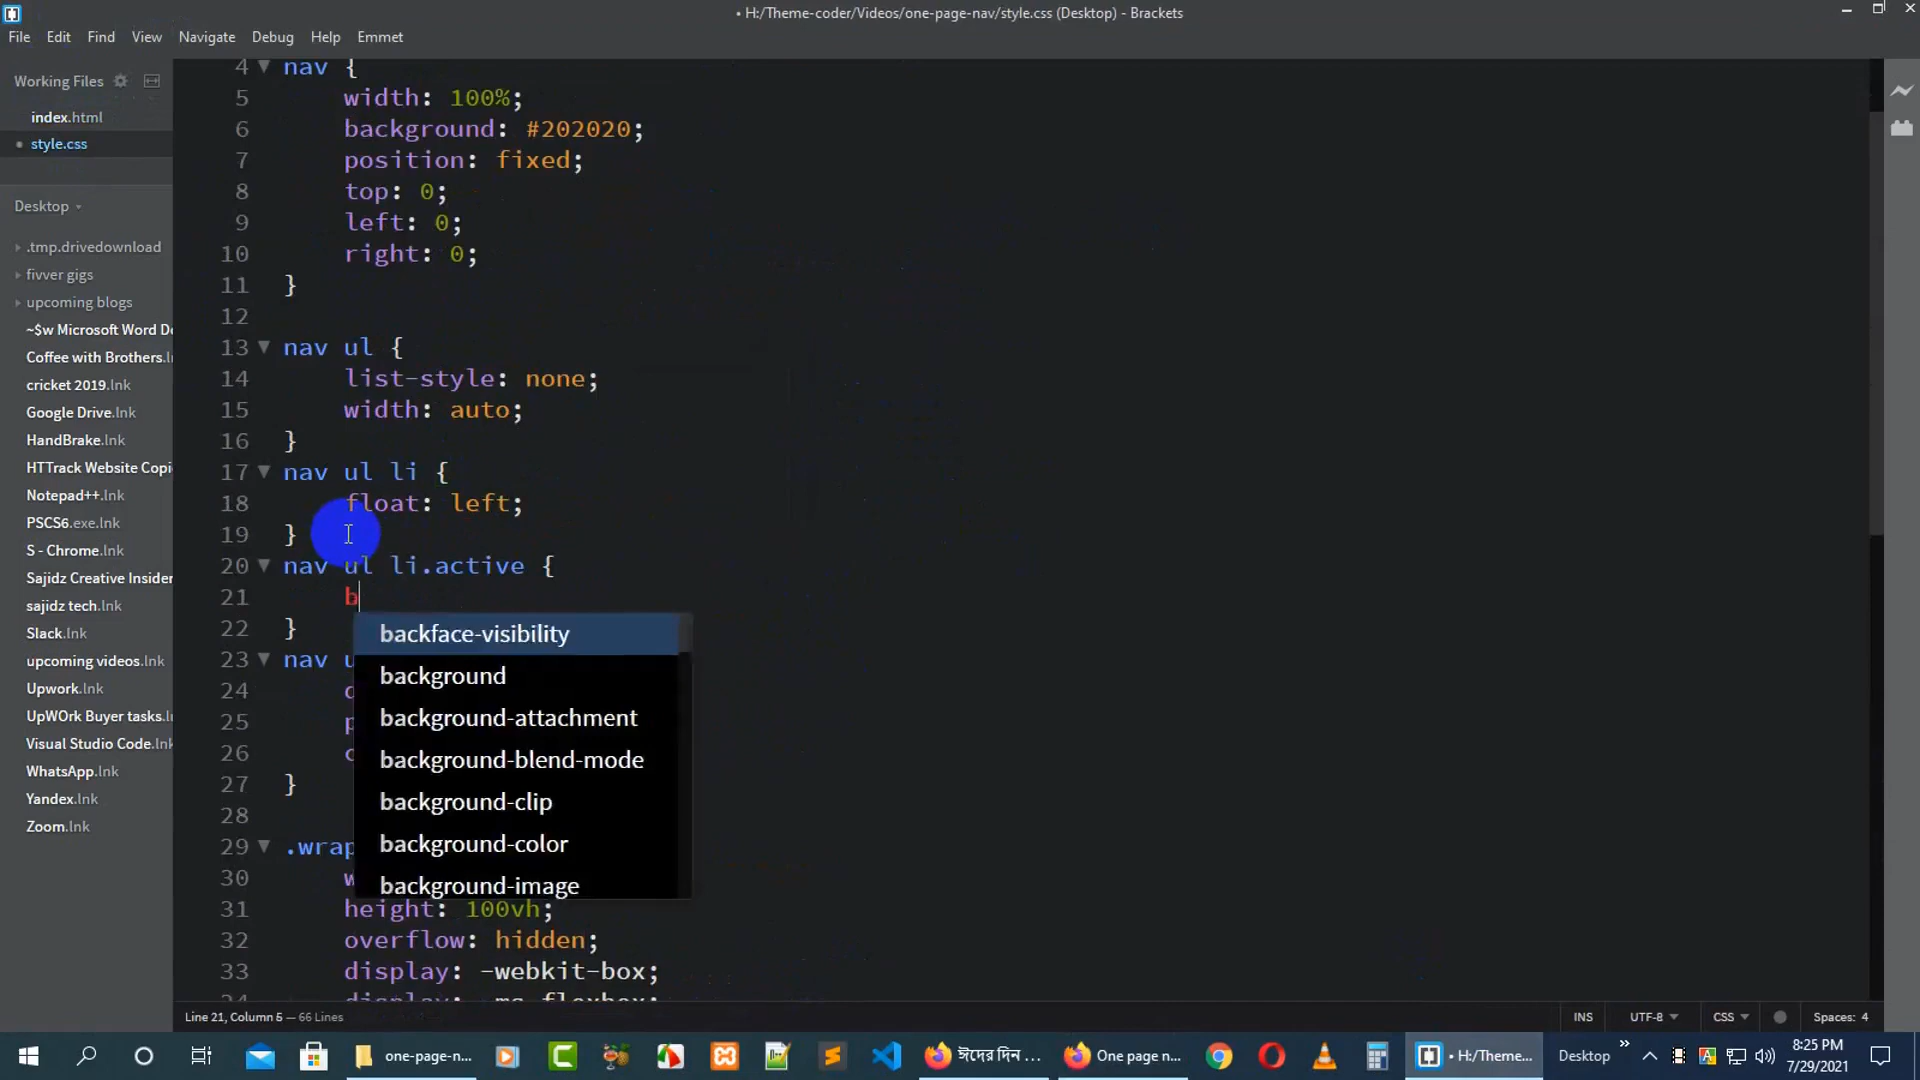 • H:/Theme-coder/Videos/one-page-nav/style.css (Desktop) - Brackets
File Edit Find View Navigate Debug Help Emmet
Working Files
index.html
style.css
Desktop
.tmp.drivedownload
fivver gigs
upcoming blogs
~$w Microsoft Word De
Coffee with Brothers.l
cricket 2019.lnk
Google Drive.lnk
HandBrake.lnk
HTTrack Website Copi
Notepad++.lnk
PSCS6.exe.lnk
S - Chrome.lnk
Sajidz Creative Insider
sajidz tech.lnk
Slack.lnk
upcoming videos.lnk
Upwork.lnk
UpWOrk Buyer tasks.l
Visual Studio Code.lnk
WhatsApp.lnk
Yandex.lnk
Zoom.lnk
4 nav {
5 width: 100%;
6 background: #202020;
7 position: fixed;
8 top: 0;
9 left: 0;
10 right: 0;
11 }
12
13 nav ul {
14 list-style: none;
15 width: auto;
16 }
17 nav ul li {
18 float: left;
19 }
20 nav ul li.active {
21 b
22 }
23 nav u
24
25 p
26
27 }
28
29 .wrap
30 w
31 height: 100vh;
32 overflow: hidden;
33 display: -webkit-box;
34 display: -ms-flexbox;
backface-visibility
background
background-attachment
background-blend-mode
background-clip
background-color
background-image
Line 21, Column 5 — 66 Lines
INS UTF-8 CSS Spaces: 4
one-page-n...
ঈদের দিন ...
One page n...
• H:/Theme...
Desktop
8:25 PM
7/29/2021